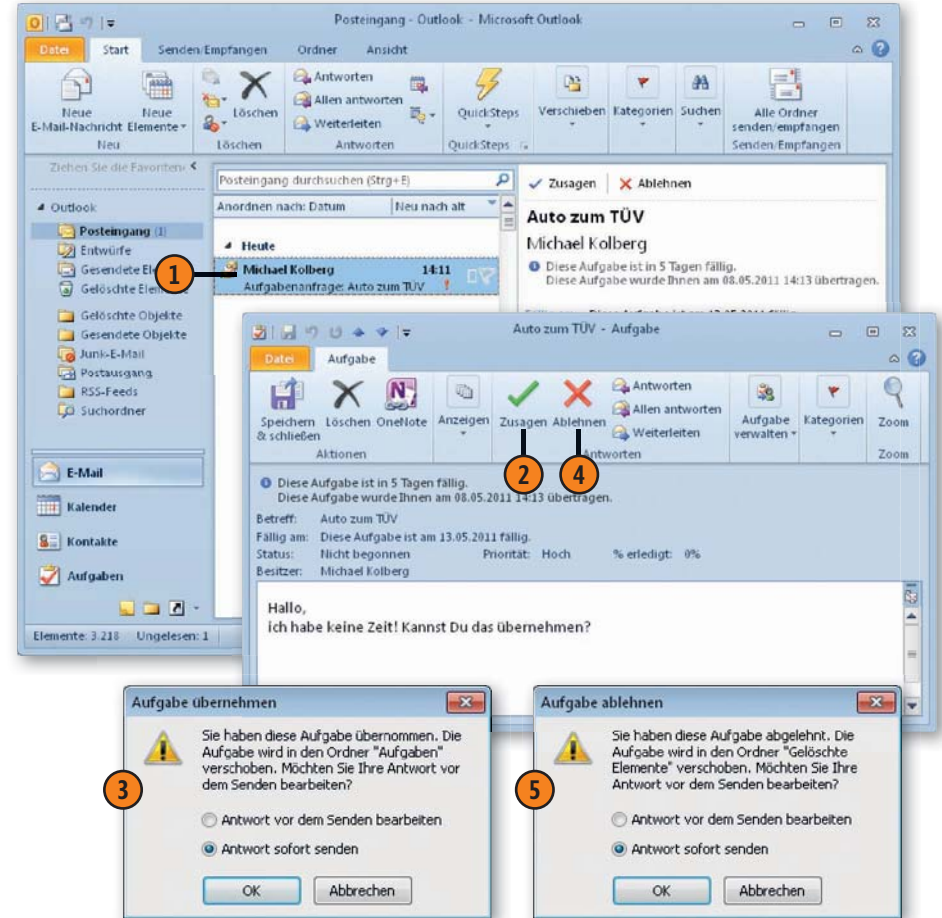 Posteingang - Outlook - Microsoft Outlook
Datei Start Senden/Empfangen Ordner Ansicht
Neue E-Mail-Nachricht
Neue Elemente
Neu
Löschen
Löschen
Antworten
Allen antworten
Weiterleiten
Antworten
QuickSteps
QuickSteps
Verschieben
Kategorien
Suchen
Alle Ordner senden/empfangen
Senden/Empfangen
Ziehen Sie die Favoriten
Outlook
Posteingang (1)
Entwürfe
Gesendete Ele
Gelöschte Elemente
Gelöschte Objekte
Gesendete Objekte
Junk-E-Mail
Postausgang
RSS-Feeds
Suchordner
E-Mail
Kalender
Kontakte
Aufgaben
Elemente: 3.218 Ungelesen: 1
Posteingang durchsuchen (Strg+E)
Anordnen nach: Datum Neu nach alt
Heute
1
Michael Kolberg 14:11
Aufgabenanfrage: Auto zum TÜV !
Zusagen Ablehnen
Auto zum TÜV
Michael Kolberg
Diese Aufgabe ist in 5 Tagen fällig.
Diese Aufgabe wurde Ihnen am 08.05.2011 14:13 übertragen.
Auto zum TÜV - Aufgabe
Datei Aufgabe
Speichern & schließen
Löschen
OneNote
Aktionen
Anzeigen
Zusagen
Ablehnen
Antworten
Allen antworten
Weiterleiten
Antworten
Aufgabe verwalten
Kategorien
Zoom
Zoom
2
4
Diese Aufgabe ist in 5 Tagen fällig.
Diese Aufgabe wurde Ihnen am 08.05.2011 14:13 übertragen.
Betreff: Auto zum TÜV
Fällig am: Diese Aufgabe ist am 13.05.2011 fällig.
Status: Nicht begonnen Priorität: Hoch % erledigt: 0%
Besitzer: Michael Kolberg
Hallo,
ich habe keine Zeit! Kannst Du das übernehmen?
Aufgabe übernehmen
3
Sie haben diese Aufgabe übernommen. Die
Aufgabe wird in den Ordner "Aufgaben"
verschoben. Möchten Sie Ihre Antwort vor
dem Senden bearbeiten?
Antwort vor dem Senden bearbeiten
Antwort sofort senden
OK Abbrechen
Aufgabe ablehnen
5
Sie haben diese Aufgabe abgelehnt. Die
Aufgabe wird in den Ordner "Gelöschte
Elemente" verschoben. Möchten Sie Ihre
Antwort vor dem Senden bearbeiten?
Antwort vor dem Senden bearbeiten
Antwort sofort senden
OK Abbrechen